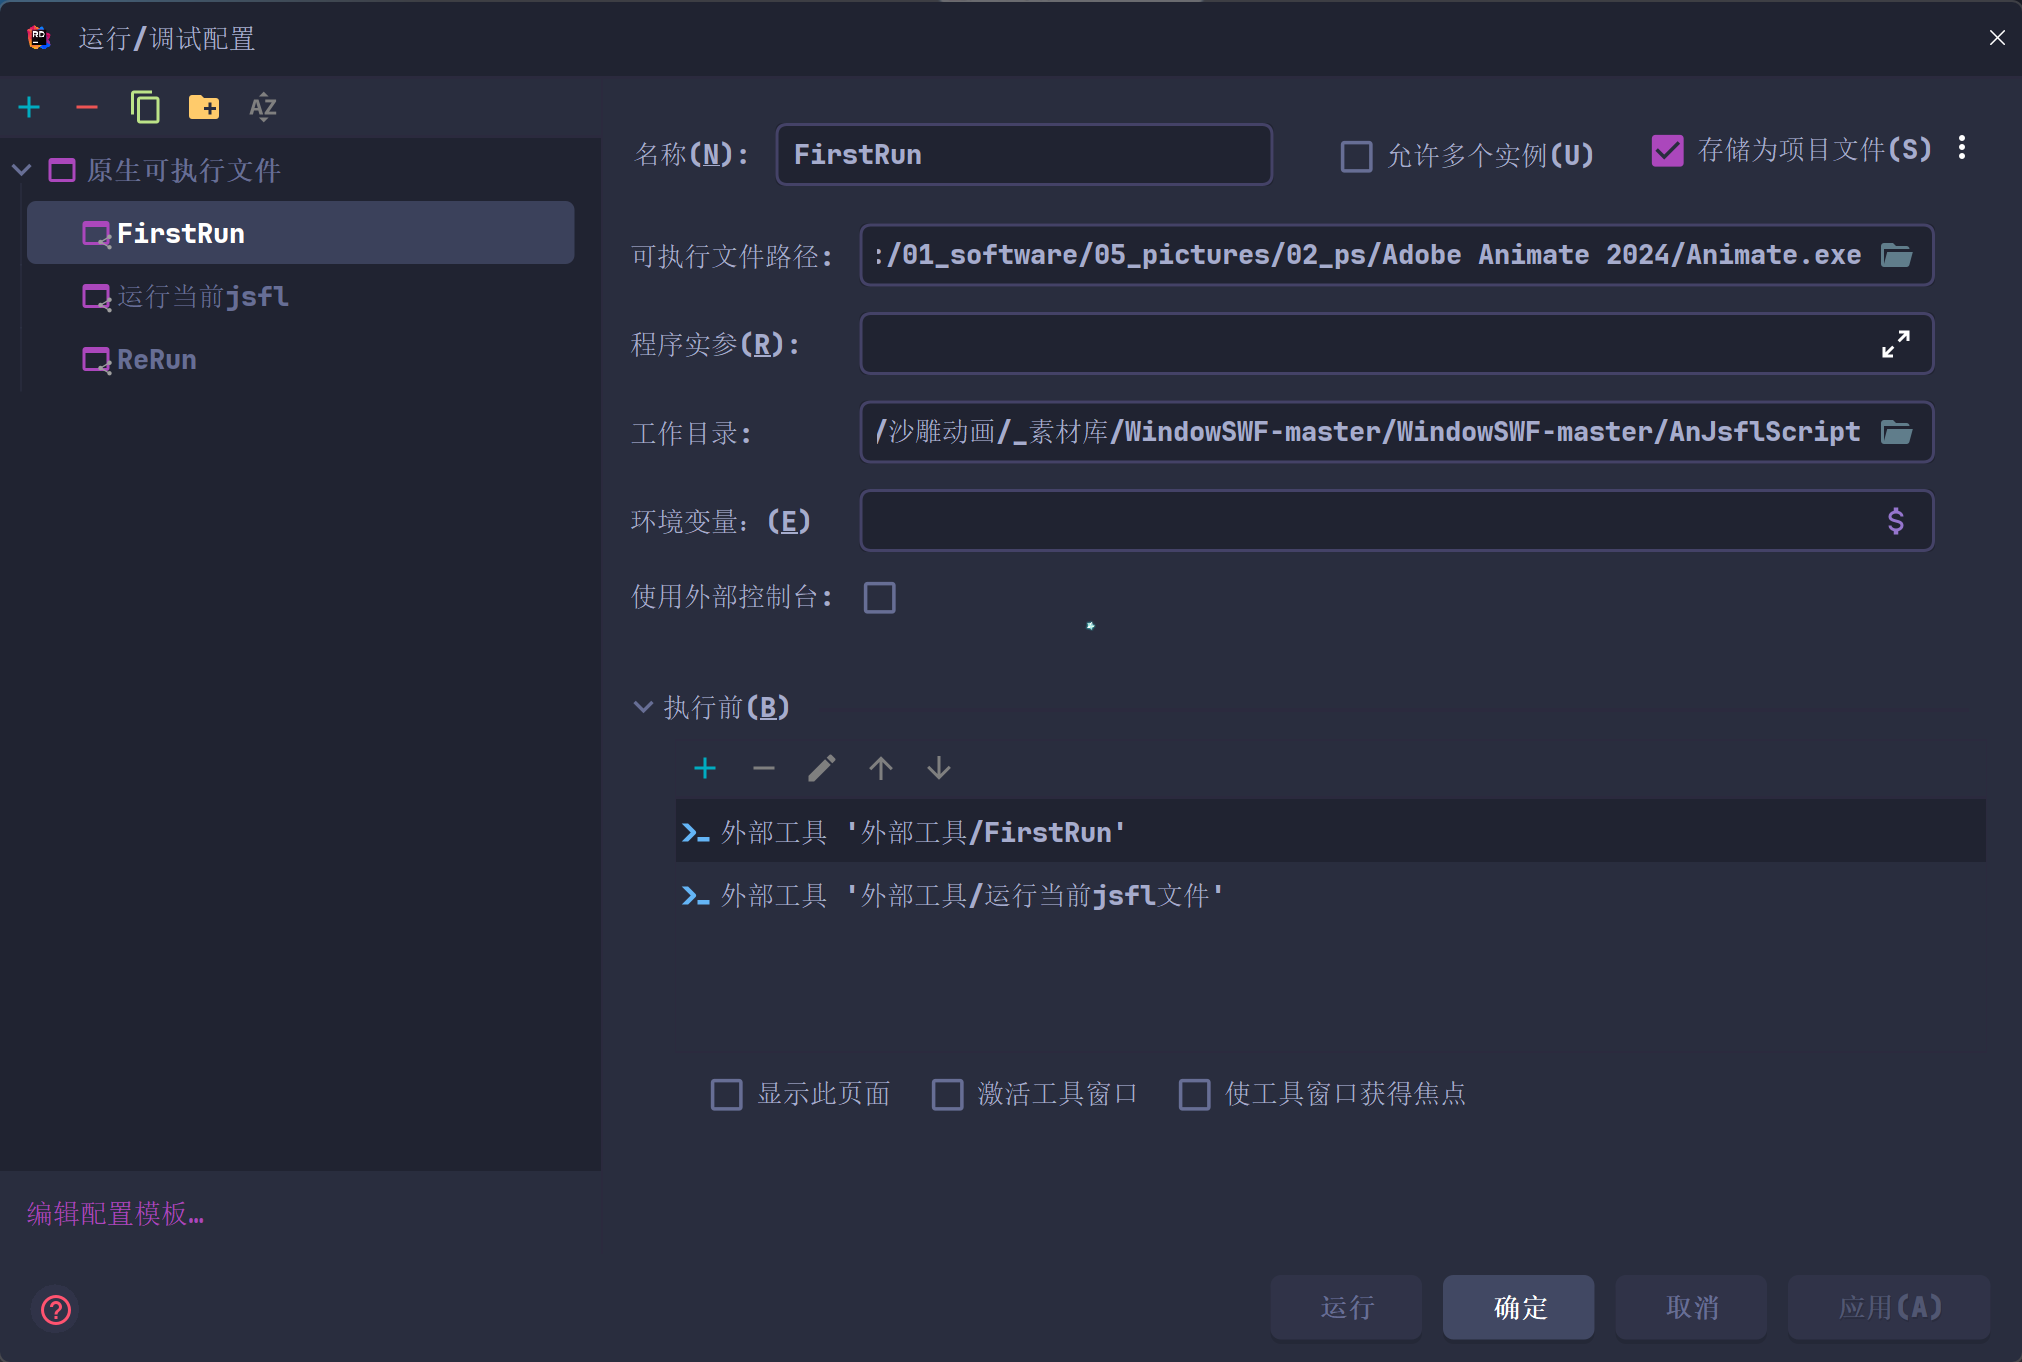 运行/调试配置
原生可执行文件
FirstRun
运行当前jsfl
ReRun
编辑配置模板...
名称(N):
FirstRun
允许多个实例(U)
存储为项目文件(S)
可执行文件路径:
:/01_software/05_pictures/02_ps/Adobe Animate 2024/Animate.exe
程序实参(R):
工作目录:
/沙雕动画/_素材库/WindowSWF-master/WindowSWF-master/AnJsflScript
环境变量：(E)
使用外部控制台:
执行前(B)
外部工具 '外部工具/FirstRun'
外部工具 '外部工具/运行当前jsfl文件'
显示此页面
激活工具窗口
使工具窗口获得焦点
运行
确定
取消
应用(A)